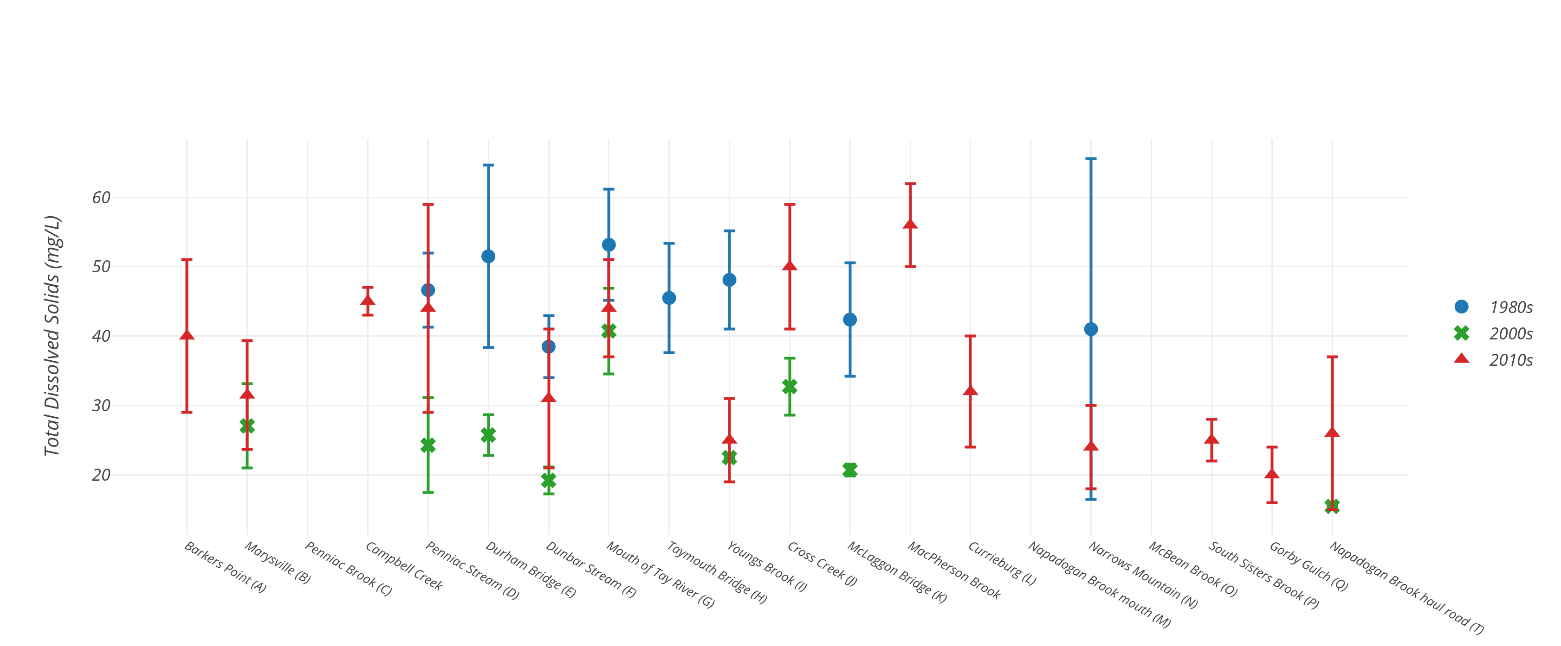 Total Dissolved Solids (mg/L)
60
50
40
30
20
Barkers Point (A)
Marysville (B)
Penniac Brook (C)
Campbell Creek
Penniac Stream (D)
Durham Bridge (E)
Dunbar Stream (F)
Mouth of Tay River (G)
Taymouth Bridge (H)
Youngs Brook (I)
Cross Creek (J)
McLaggan Bridge (K)
MacPherson Brook
Currieburg (L)
Napadogan Brook mouth (M)
Narrows Mountain (N)
McBean Brook (O)
South Sisters Brook (P)
Gorby Gulch (Q)
Napadogan Brook haul road (T)
1980s
2000s
2010s